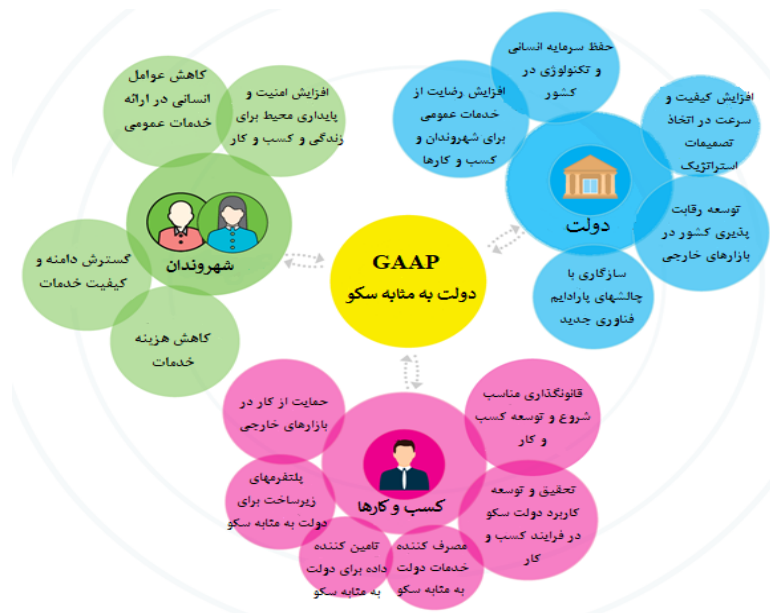 حفظ سرمایه انسانی
و تکنولوژی در
کشور
افزایش کیفیت و
سرعت در اتخاذ
تصمیمات
استراتژیک
افزایش رضایت از
خدمات عمومی
برای شهروندان و
کسب و کارها
دولت
توسعه رقابت
پذیری کشور در
بازارهای خارجی
سازگاری با
چالشهای پارادایم
فناوری جدید
افزایش امنیت و
پایداری محیط برای
زندگی و کسب و کار
کاهش عوامل
انسانی در ارائه
خدمات عمومی
شهروندان
گسترش دامنه و
کیفیت خدمات
کاهش هزینه
خدمات
GAAP
دولت به مثابه سکو
قانونگذاری مناسب
شروع و توسعه کسب
و کار
حمایت از کار در
بازارهای خارجی
کسب و کارها
تحقیق و توسعه
کاربرد دولت سکو
در فرایند کسب و
کار
پلتفرمهای
زیرساخت برای
دولت به مثابه سکو
مصرف کننده
خدمات دولت
به مثابه سکو
تامین کننده
داده برای دولت
به مثابه سکو